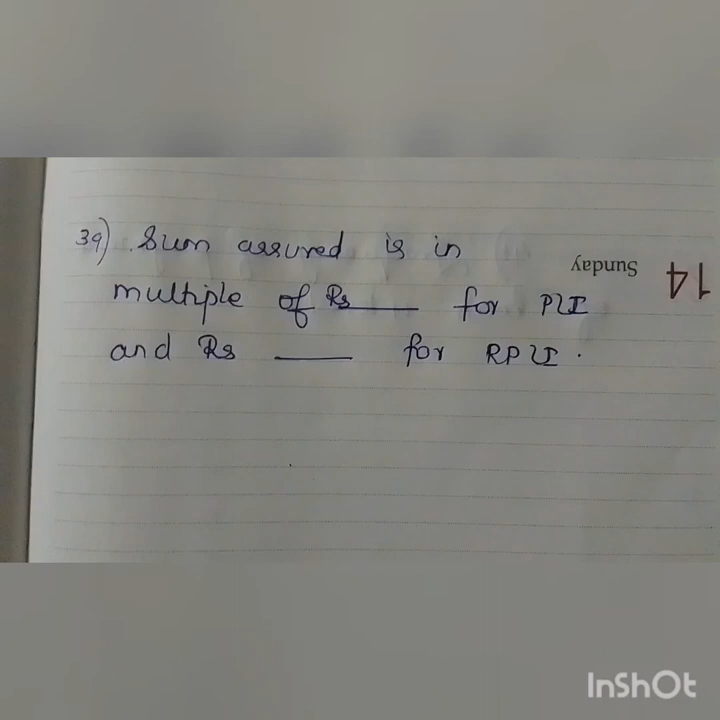 39) Sum assured is in
multiple of Rs ____ for PLI
and Rs ____ for RPLI.
Sunday 14
InShOt